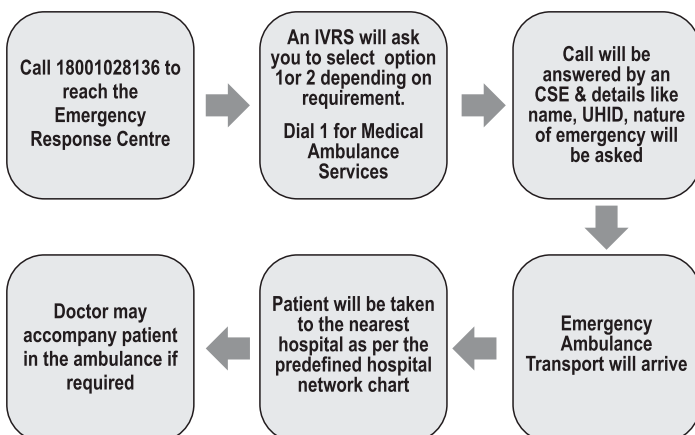 Call 18001028136 to
reach the
Emergency
Response Centre
An IVRS will ask
you to select option
1or 2 depending on
requirement.
Dial 1 for Medical
Ambulance
Services
Call will be
answered by an
CSE & details like
name, UHID, nature
of emergency will
be asked
Emergency
Ambulance
Transport will arrive
Patient will be taken
to the nearest
hospital as per the
predefined hospital
network chart
Doctor may
accompany patient
in the ambulance if
required